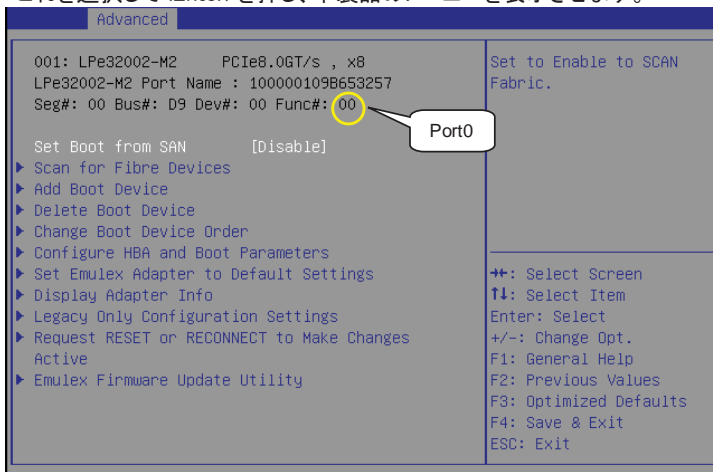 Advanced
001: LPe32002-M2 PCIe8.0GT/s , x8
LPe32002-M2 Port Name : 100000109B653257
Seg#: 00 Bus#: D9 Dev#: 00 Func#: 00
Port0
Set Boot from SAN [Disable]
Scan for Fibre Devices
Add Boot Device
Delete Boot Device
Change Boot Device Order
Configure HBA and Boot Parameters
Set Emulex Adapter to Default Settings
Display Adapter Info
Legacy Only Configuration Settings
Request RESET or RECONNECT to Make Changes
Active
Emulex Firmware Update Utility
Set to Enable to SCAN
Fabric.
→←: Select Screen
↑↓: Select Item
Enter: Select
+/-: Change Opt.
F1: General Help
F2: Previous Values
F3: Optimized Defaults
F4: Save & Exit
ESC: Exit